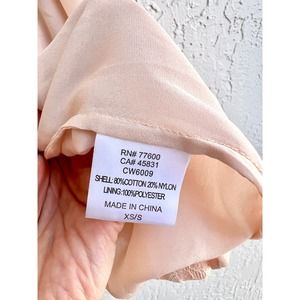 RN# 77600
CA# 45831
CW6009
SHELL: 80%COTTON 20%NYLON
LINING:100%POLYESTER
MADE IN CHINA
XS/S